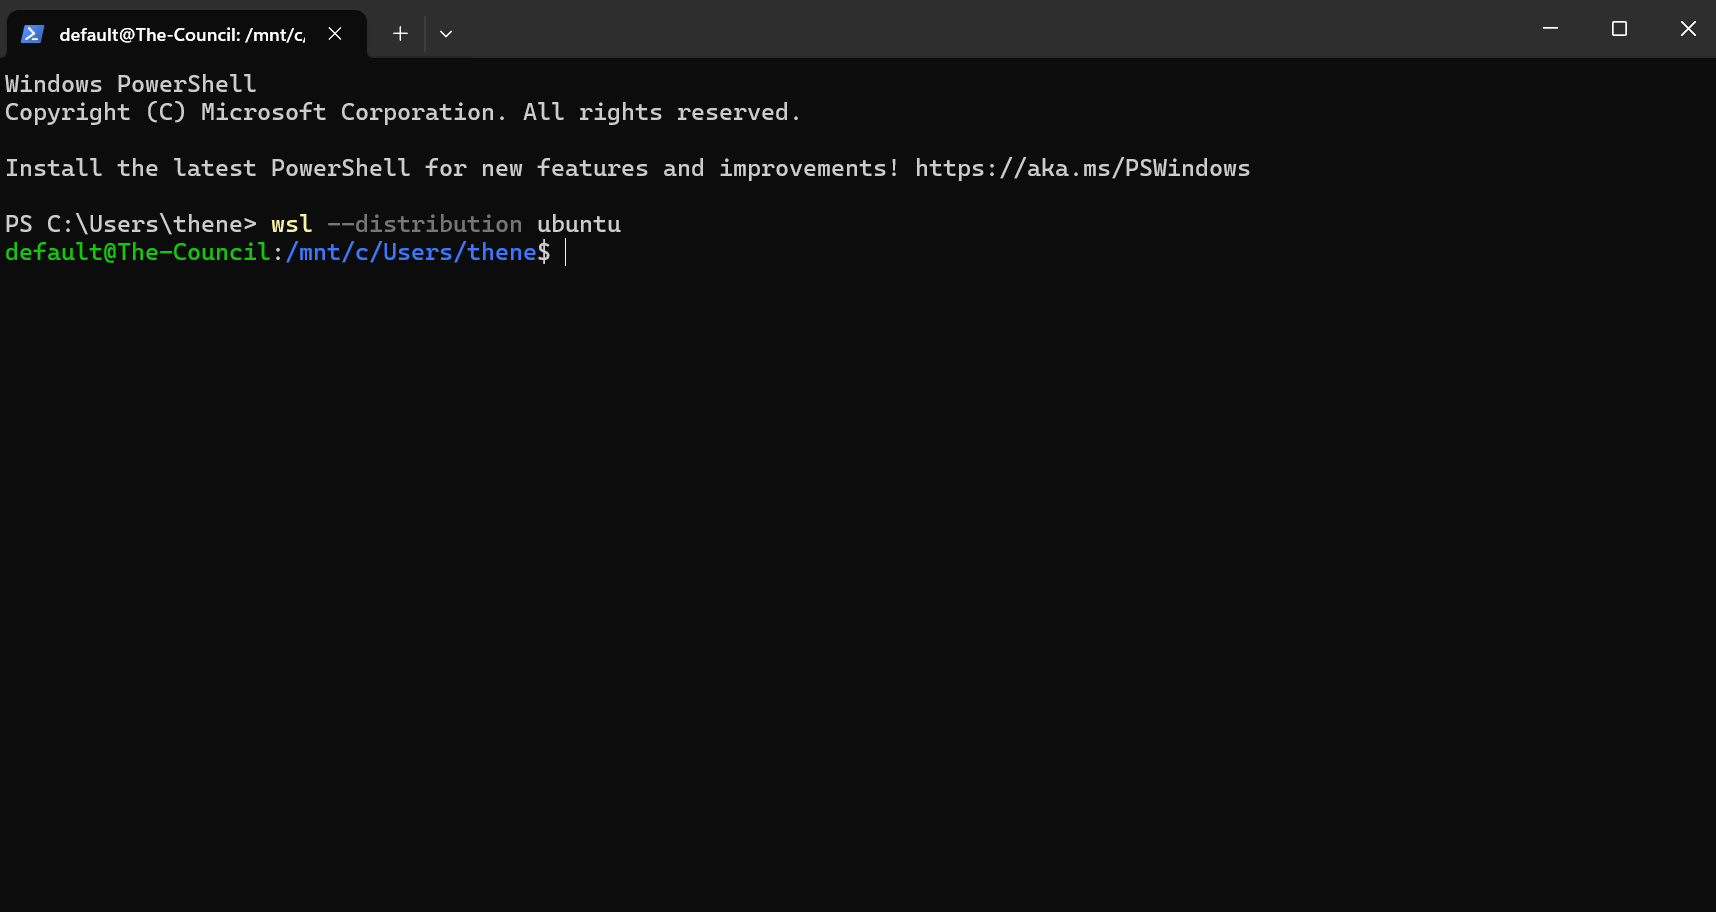 default@The-Council: /mnt/c/
Windows PowerShell
Copyright (C) Microsoft Corporation. All rights reserved.
Install the latest PowerShell for new features and improvements! https://aka.ms/PSWindows
PS C:\Users\thene> wsl --distribution ubuntu
default@The-Council:/mnt/c/Users/thene$